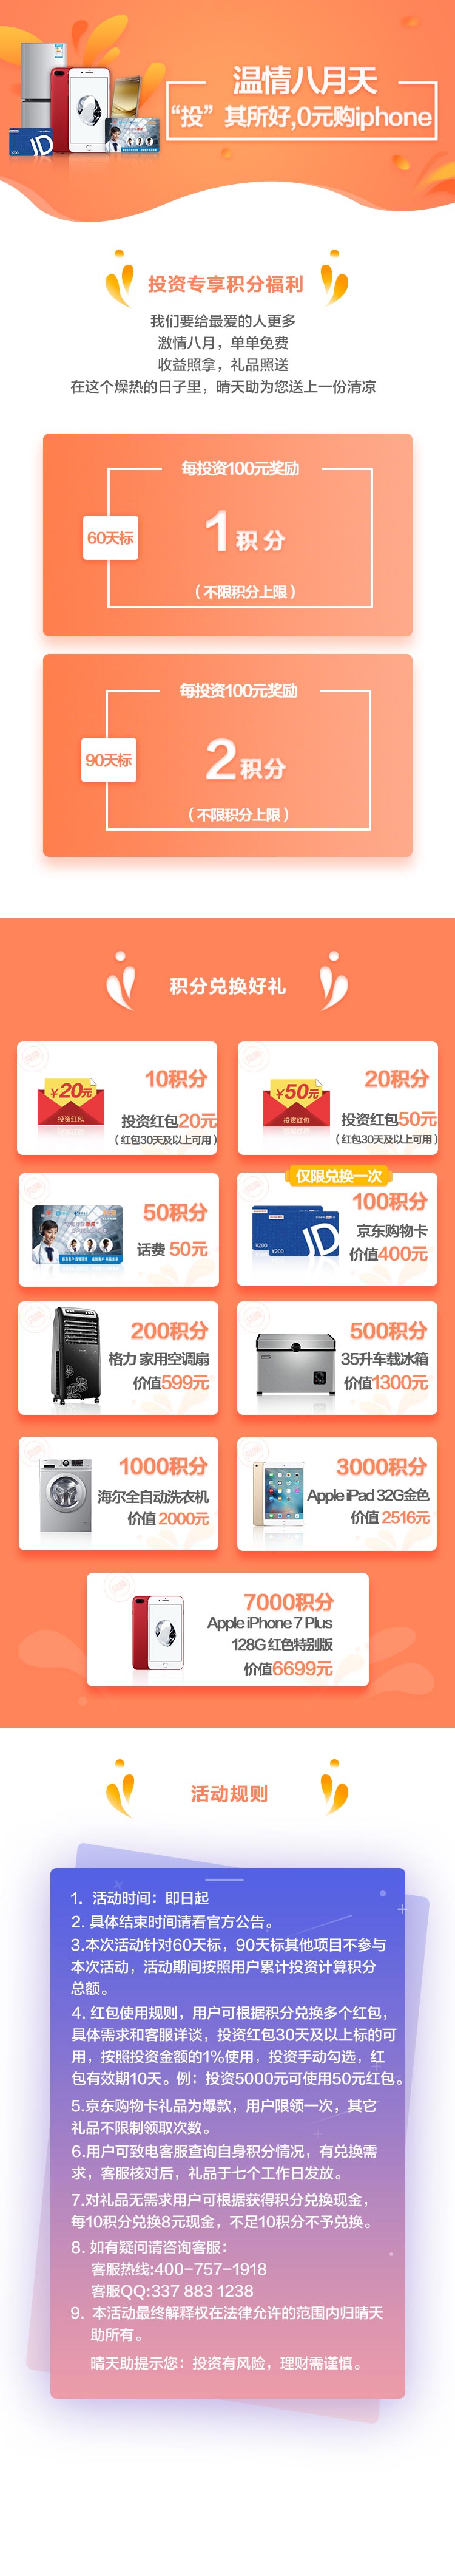 温情八月天
“投”其所好,0元购iphone
JD
¥200
投资专享积分福利
我们要给最爱的人更多
激情八月，单单免费
收益照拿，礼品照送
在这个燥热的日子里，晴天助为您送上一份清凉
每投资100元奖励
60天标
1积分
（不限积分上限）
每投资100元奖励
90天标
2积分
（不限积分上限）
积分兑换好礼
¥20元
投资红包
10积分
投资红包20元
（红包30天及以上可用）
¥50元
投资红包
20积分
投资红包50元
（红包30天及以上可用）
50积分
话费 50元
仅限兑换一次
100积分
京东购物卡
价值400元
¥200
¥200
JD
200积分
格力 家用空调扇
价值599元
500积分
35升车载冰箱
价值1300元
1000积分
海尔全自动洗衣机
价值 2000元
3000积分
Apple iPad 32G金色
价值 2516元
7000积分
Apple iPhone 7 Plus
128G 红色特别版
价值6699元
活动规则
1. 活动时间：即日起
2. 具体结束时间请看官方公告。
3.本次活动针对60天标，90天标其他项目不参与
本次活动，活动期间按照用户累计投资计算积分
总额。
4. 红包使用规则，用户可根据积分兑换多个红包，
具体需求和客服详谈，投资红包30天及以上标的可
用，按照投资金额的1%使用，投资手动勾选，红
包有效期10天。例：投资5000元可使用50元红包。
5.京东购物卡礼品为爆款，用户限领一次，其它
礼品不限制领取次数。
6.用户可致电客服查询自身积分情况，有兑换需
求，客服核对后，礼品于七个工作日发放。
7.对礼品无需求用户可根据获得积分兑换现金，
每10积分兑换8元现金，不足10积分不予兑换。
8. 如有疑问请咨询客服：
客服热线:400-757-1918
客服QQ:337 883 1238
9. 本活动最终解释权在法律允许的范围内归晴天
助所有。
晴天助提示您：投资有风险，理财需谨慎。